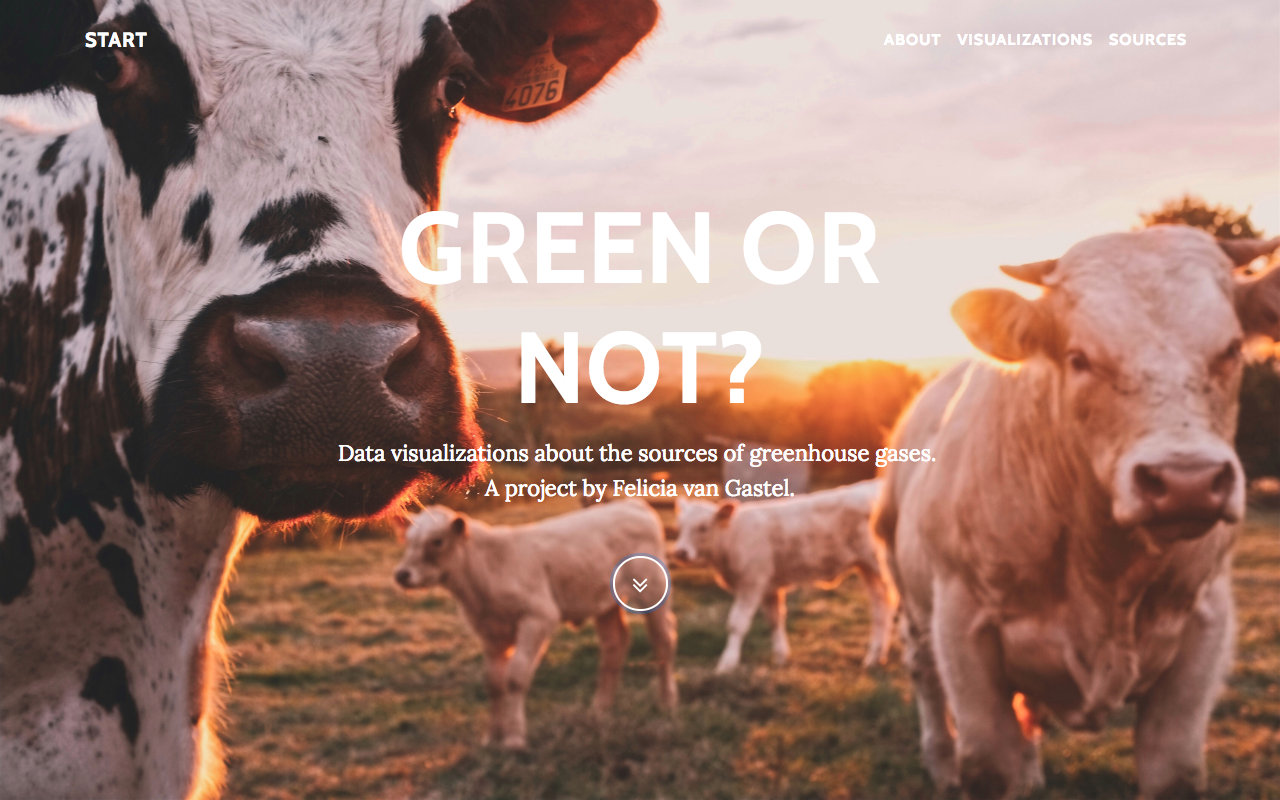 START
ABOUT VISUALIZATIONS SOURCES
4076
GREEN OR
NOT?
Data visualizations about the sources of greenhouse gases.
A project by Felicia van Gastel.